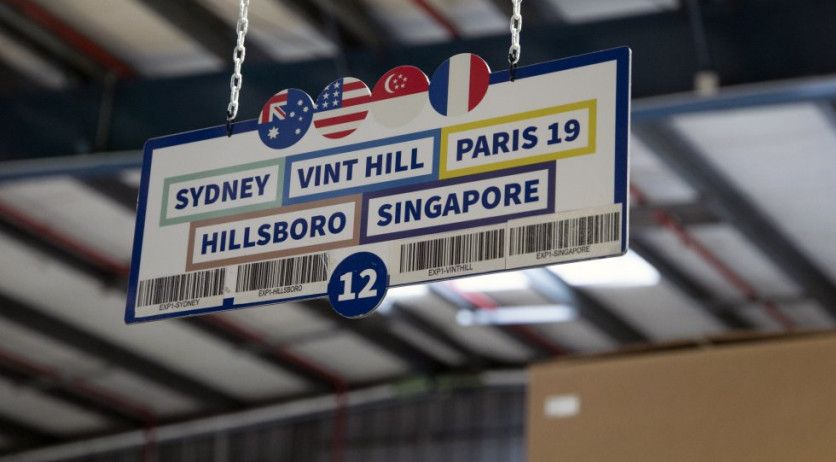 SYDNEY
VINT HILL
PARIS 19
HILLSBORO
SINGAPORE
EXP1-SYDNEY
EXP1-HILLSBORO
12
EXP1-VINTHILL
EXP1-SINGAPORE